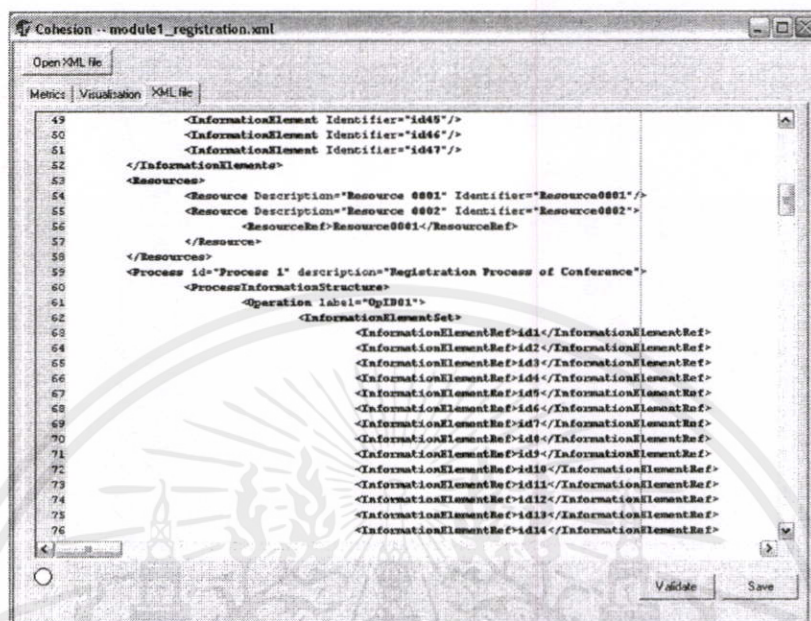 Cohesion -- module1_registration.xml
Open XML file
Metrics Visualisation XML file
49 <InformationElement Identifier="id45"/>
50 <InformationElement Identifier="id46"/>
51 <InformationElement Identifier="id47"/>
52 </InformationElements>
53 <Resources>
54 <Resource Description="Resource 0001" Identifier="Resource0001"/>
55 <Resource Description="Resource 0002" Identifier="Resource0002">
56 <ResourceRef>Resource0001</ResourceRef>
57 </Resource>
58 </Resources>
59 <Process id="Process 1" description="Registration Process of Conference">
60 <ProcessInformationStructure>
61 <Operation label="OpID01">
62 <InformationElementSet>
63 <InformationElementRef>id1</InformationElementRef>
64 <InformationElementRef>id2</InformationElementRef>
65 <InformationElementRef>id3</InformationElementRef>
66 <InformationElementRef>id4</InformationElementRef>
67 <InformationElementRef>id5</InformationElementRef>
68 <InformationElementRef>id6</InformationElementRef>
69 <InformationElementRef>id7</InformationElementRef>
70 <InformationElementRef>id8</InformationElementRef>
71 <InformationElementRef>id9</InformationElementRef>
72 <InformationElementRef>id10</InformationElementRef>
73 <InformationElementRef>id11</InformationElementRef>
74 <InformationElementRef>id12</InformationElementRef>
75 <InformationElementRef>id13</InformationElementRef>
76 <InformationElementRef>id14</InformationElementRef>
Validate Save